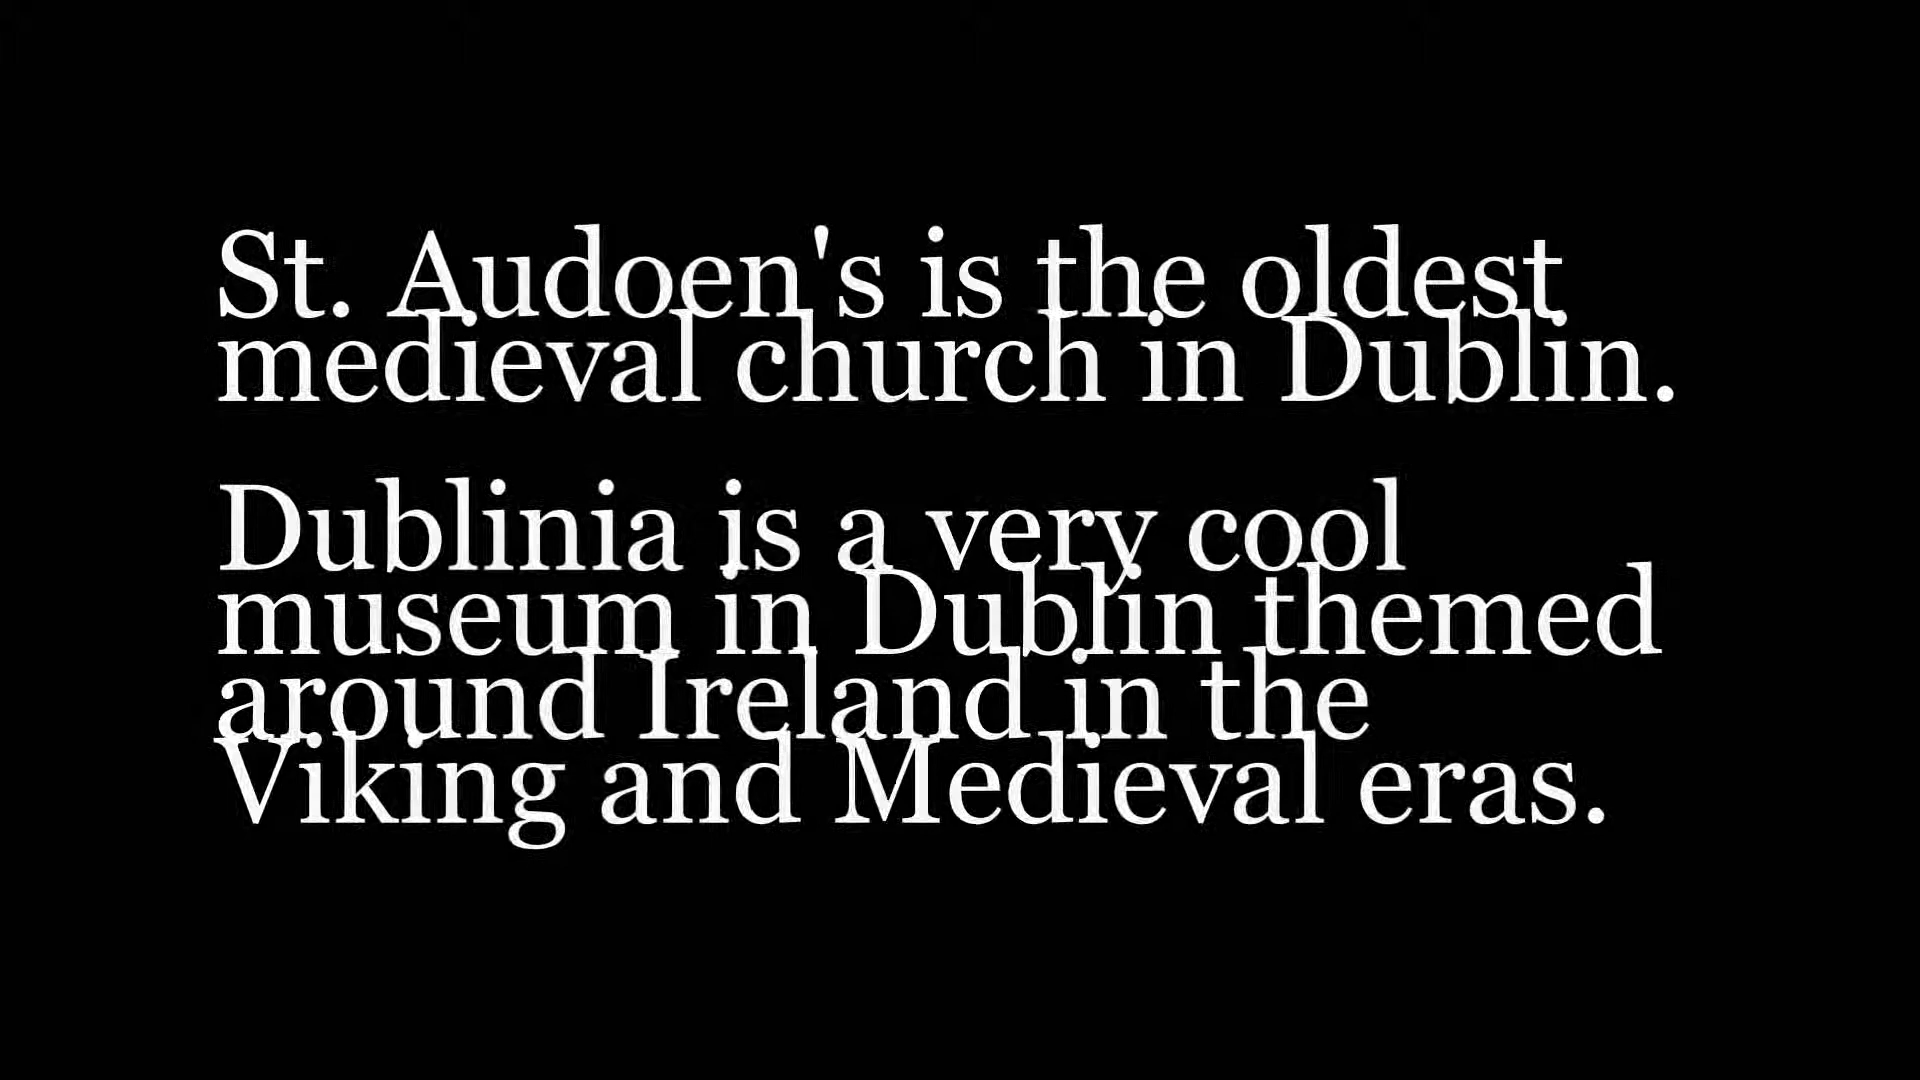 St. Audoen's is the oldest
medieval church in Dublin.
Dublinia is a very cool
museum in Dublin themed
around Ireland in the
Viking and Medieval eras.